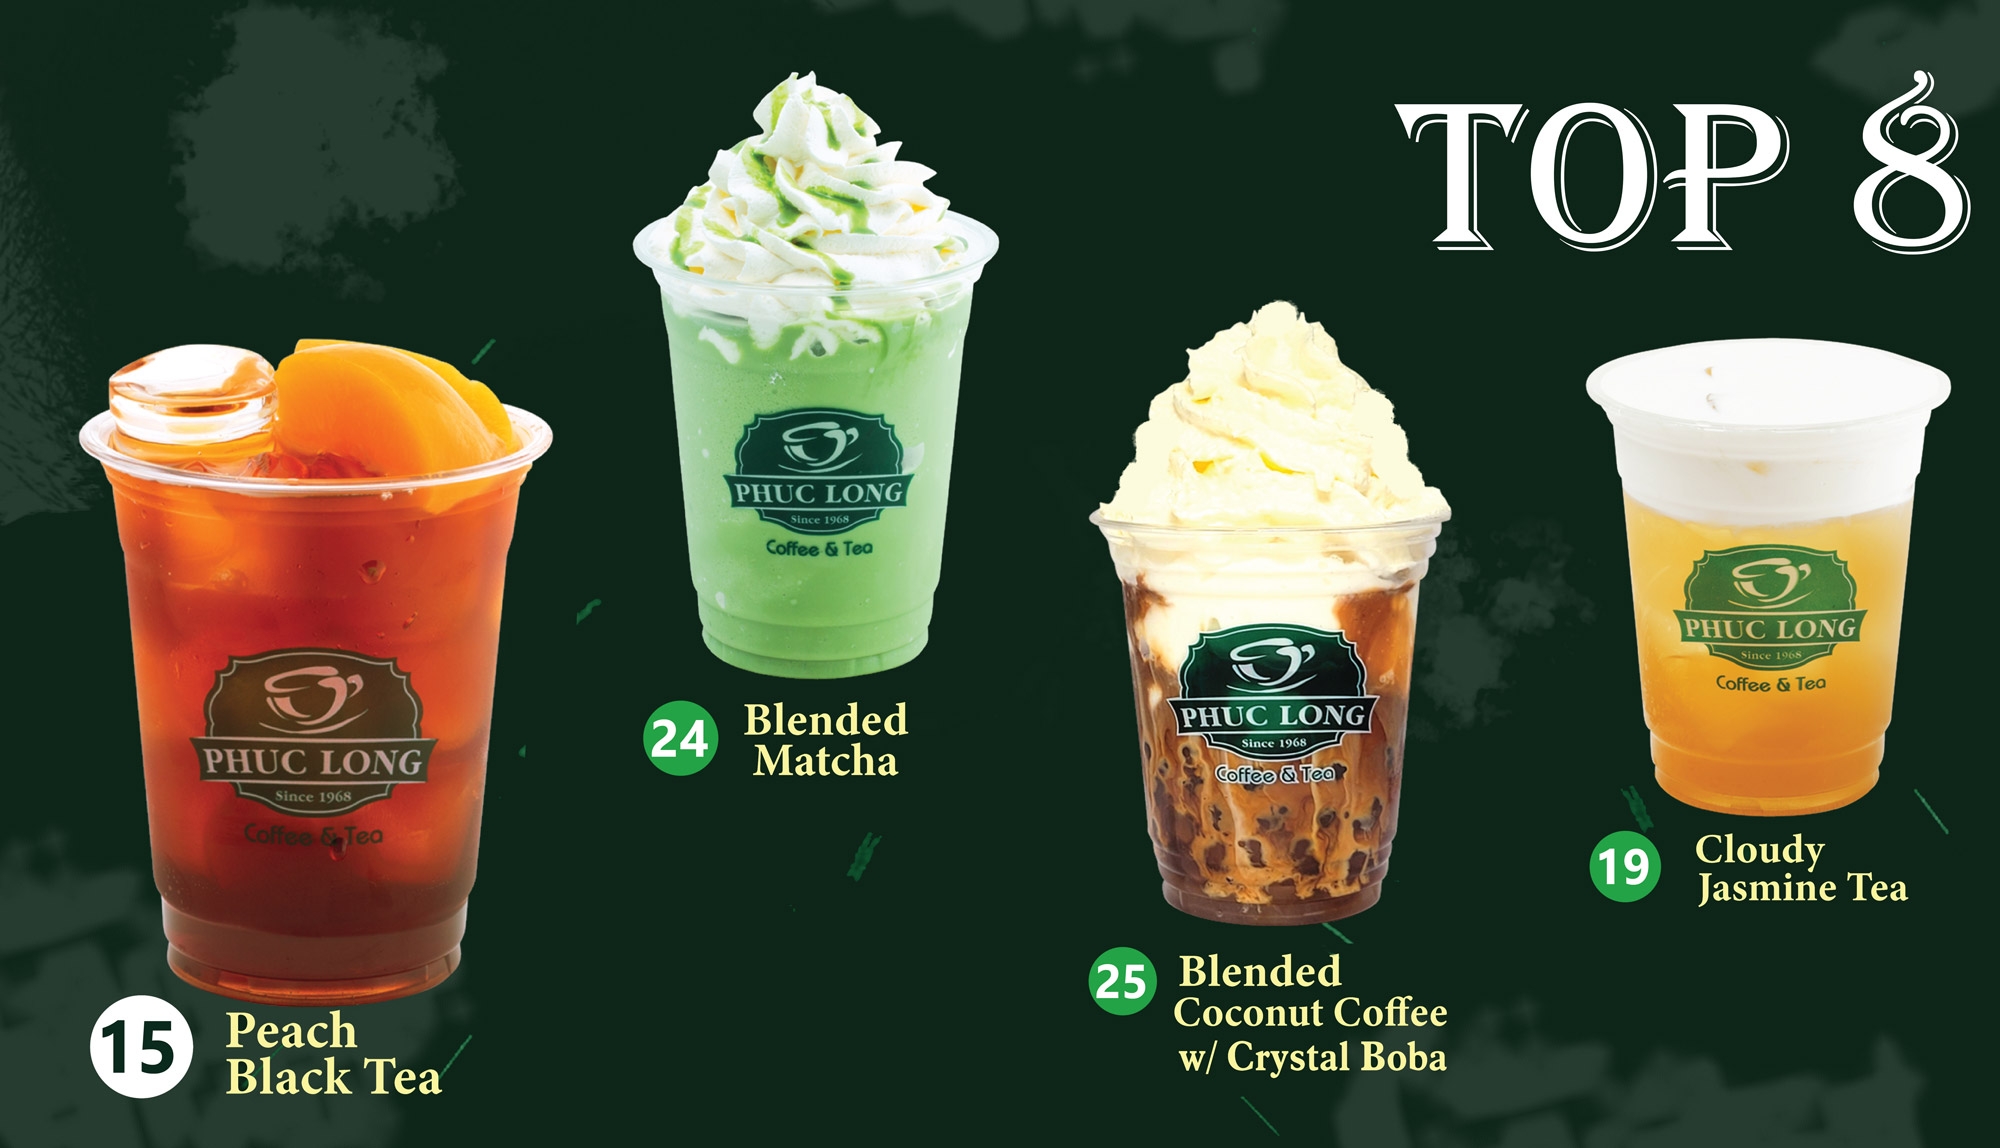 TOP 8
PHUC LONG
Since 1968
Coffee & Tea
15
Peach
Black Tea
PHUC LONG
Since 1968
Coffee & Tea
24
Blended
Matcha
PHUC LONG
Since 1968
Coffee & Tea
25
Blended
Coconut Coffee
w/ Crystal Boba
PHUC LONG
Since 1968
Coffee & Tea
19
Cloudy
Jasmine Tea